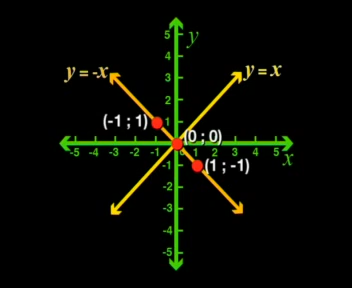 5
y
4
y = -x
y = x
3
2
(-1 ; 1)
1
(0 ; 0)
-5 -4 -3 -2 -1 1 2 3 4 5
x
-1
(1 ; -1)
-2
-3
-4
-5